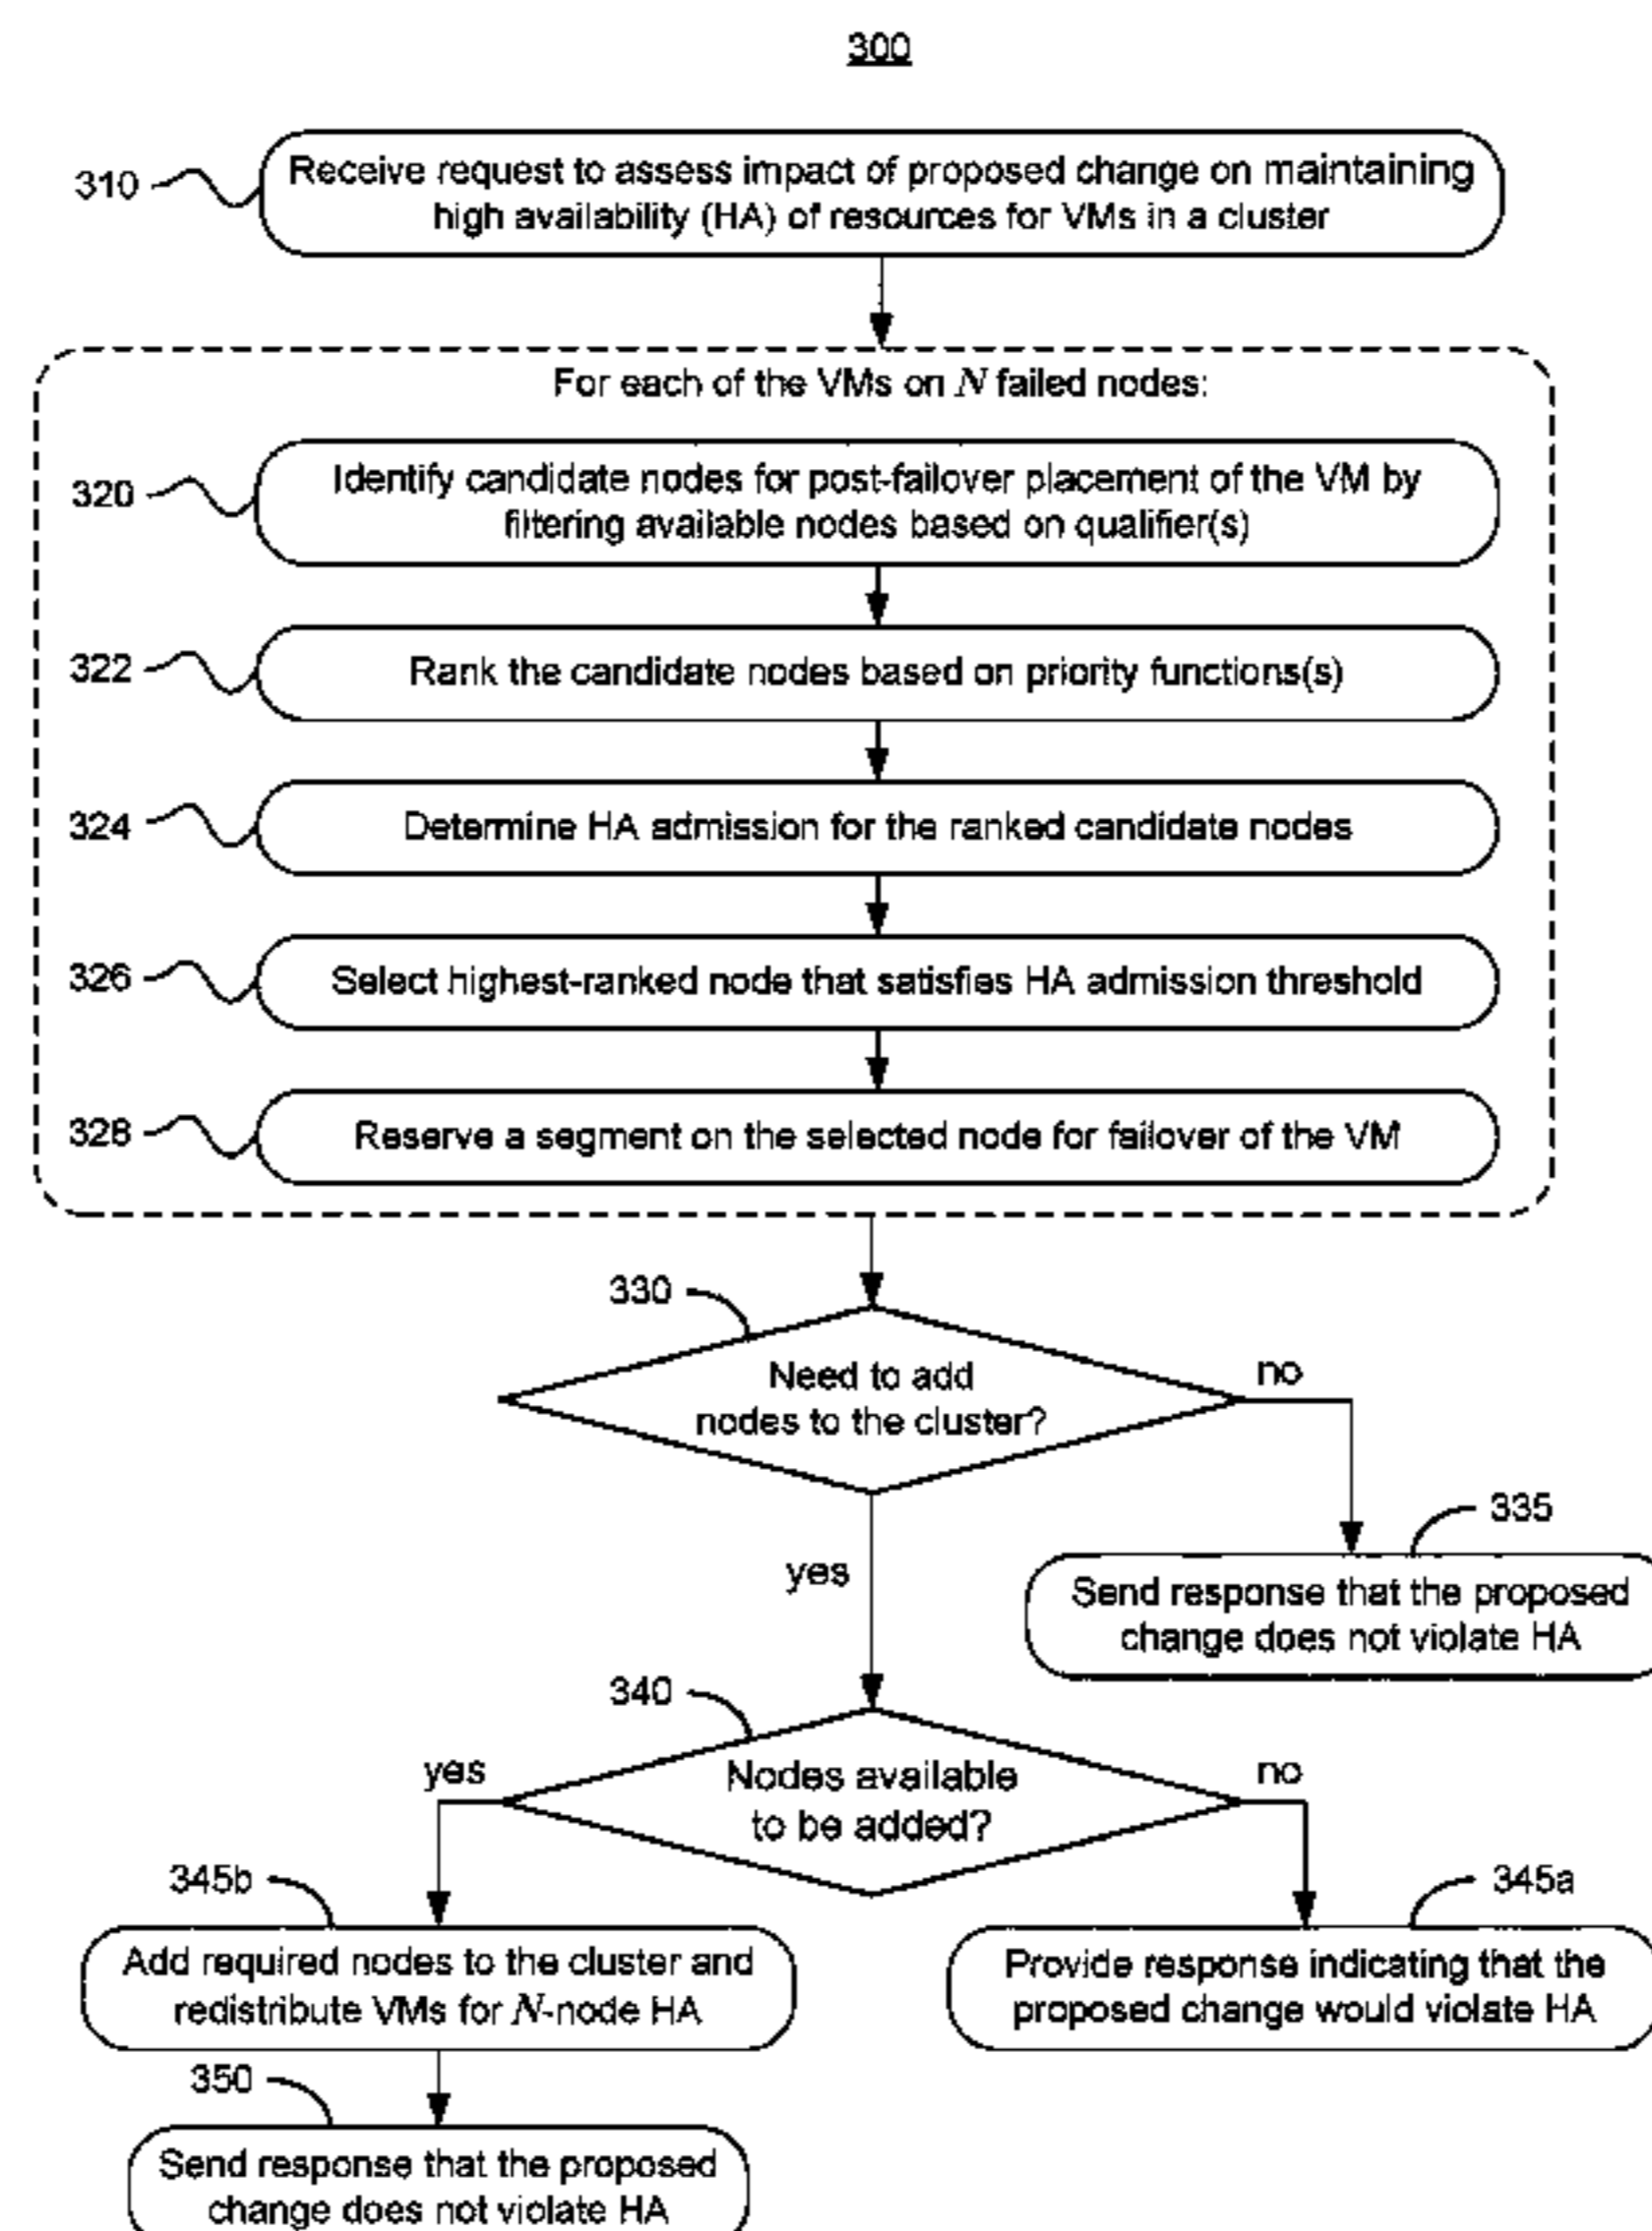 300
310
Receive request to assess impact of proposed change on maintaining
high availability (HA) of resources for VMs in a cluster
For each of the VMs on N failed nodes:
320
Identify candidate nodes for post-failover placement of the VM by
filtering available nodes based on qualifier(s)
322
Rank the candidate nodes based on priority functions(s)
324
Determine HA admission for the ranked candidate nodes
326
Select highest-ranked node that satisfies HA admission threshold
328
Reserve a segment on the selected node for failover of the VM
330
Need to add
nodes to the cluster?
no
yes
335
Send response that the proposed
change does not violate HA
340
Nodes available
to be added?
yes
no
345b
Add required nodes to the cluster and
redistribute VMs for N-node HA
345a
Provide response indicating that the
proposed change would violate HA
350
Send response that the proposed
change does not violate HA